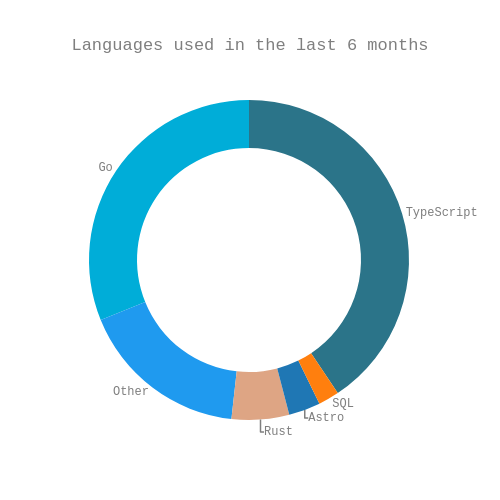 Languages used in the last 6 months
Go
TypeScript
Other
SQL
Astro
Rust